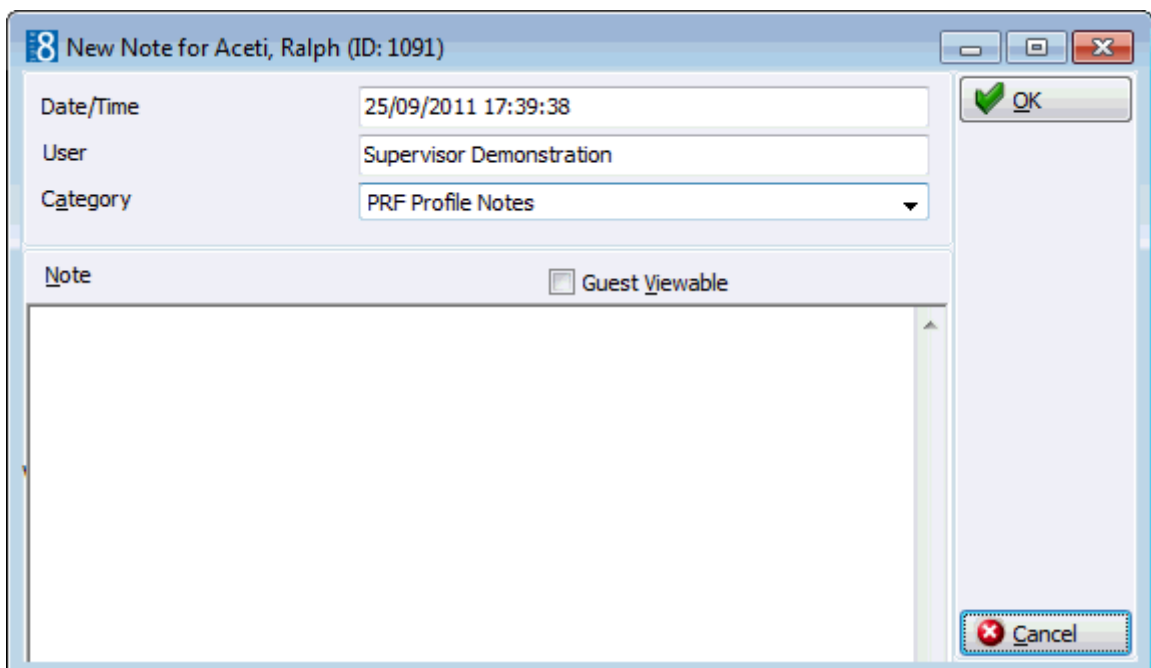 8 New Note for Aceti, Ralph (ID: 1091)
Date/Time 25/09/2011 17:39:38
OK
User Supervisor Demonstration
Category PRF Profile Notes
Note Guest Viewable
Cancel